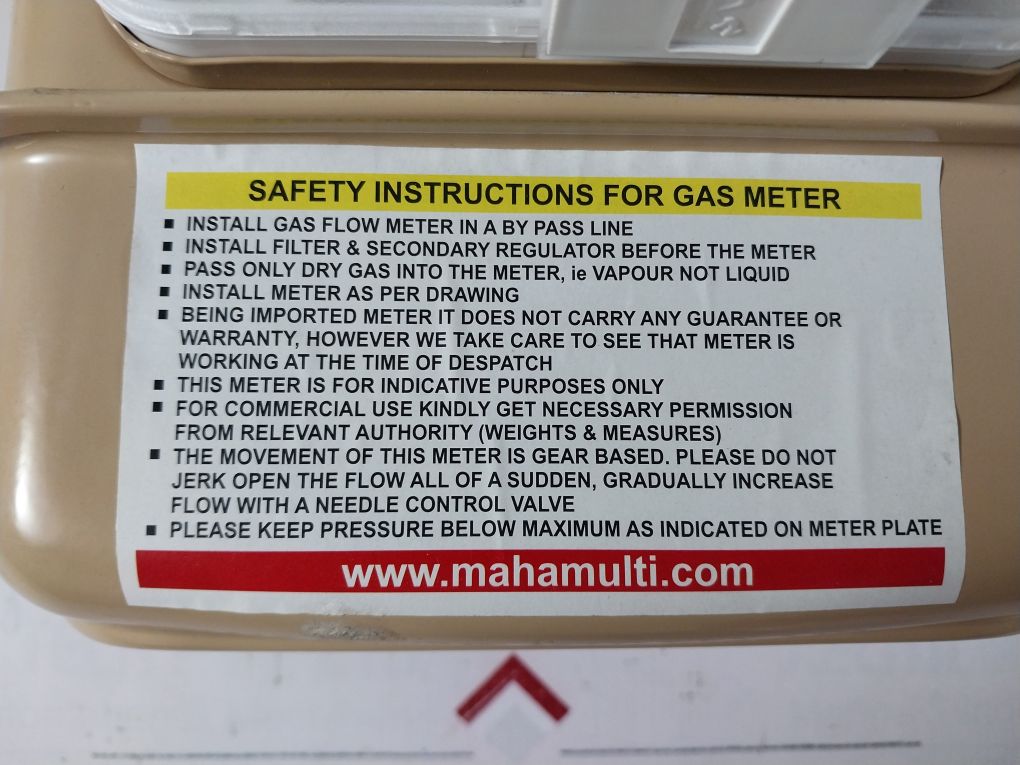 SAFETY INSTRUCTIONS FOR GAS METER
▪ INSTALL GAS FLOW METER IN A BY PASS LINE
▪ INSTALL FILTER & SECONDARY REGULATOR BEFORE THE METER
▪ PASS ONLY DRY GAS INTO THE METER, ie VAPOUR NOT LIQUID
▪ INSTALL METER AS PER DRAWING
▪ BEING IMPORTED METER IT DOES NOT CARRY ANY GUARANTEE OR
WARRANTY, HOWEVER WE TAKE CARE TO SEE THAT METER IS
WORKING AT THE TIME OF DESPATCH
▪ THIS METER IS FOR INDICATIVE PURPOSES ONLY
▪ FOR COMMERCIAL USE KINDLY GET NECESSARY PERMISSION
FROM RELEVANT AUTHORITY (WEIGHTS & MEASURES)
▪ THE MOVEMENT OF THIS METER IS GEAR BASED. PLEASE DO NOT
JERK OPEN THE FLOW ALL OF A SUDDEN, GRADUALLY INCREASE
FLOW WITH A NEEDLE CONTROL VALVE
▪ PLEASE KEEP PRESSURE BELOW MAXIMUM AS INDICATED ON METER PLATE
www.mahamulti.com